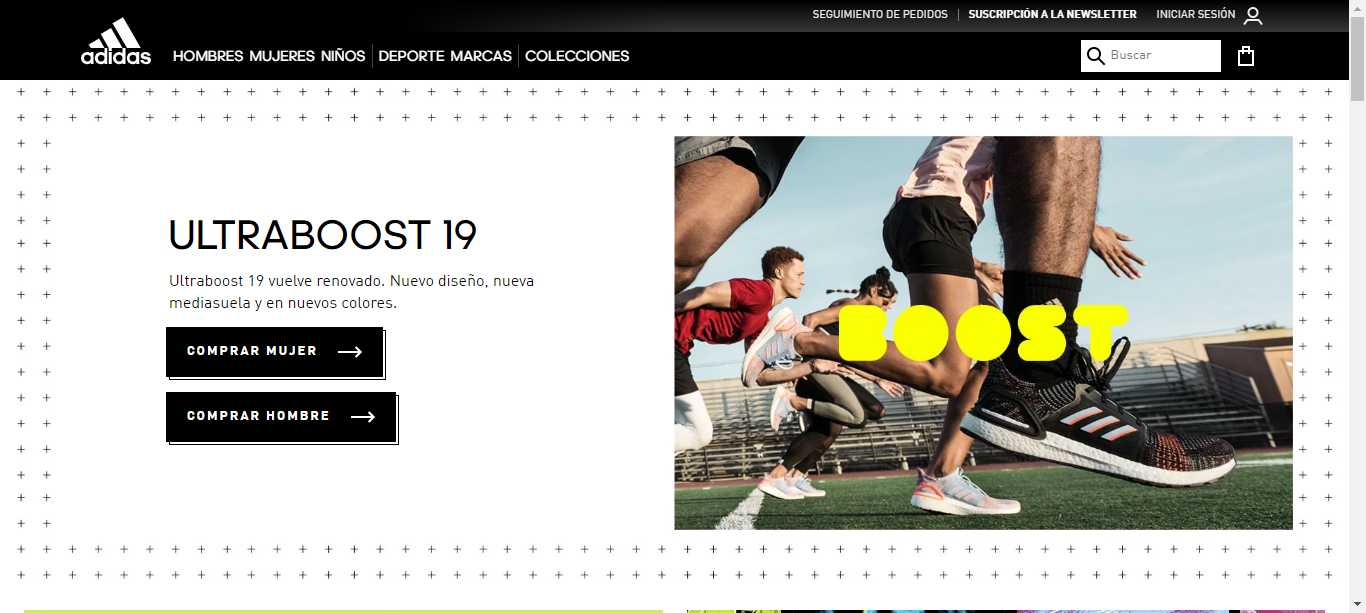 SEGUIMIENTO DE PEDIDOS | SUSCRIPCIÓN A LA NEWSLETTER INICIAR SESIÓN
adidas
HOMBRES MUJERES NIÑOS DEPORTE MARCAS COLECCIONES
Buscar
ULTRABOOST 19
Ultraboost 19 vuelve renovado. Nuevo diseño, nueva
mediasuela y en nuevos colores.
COMPRAR MUJER
COMPRAR HOMBRE
BOOST